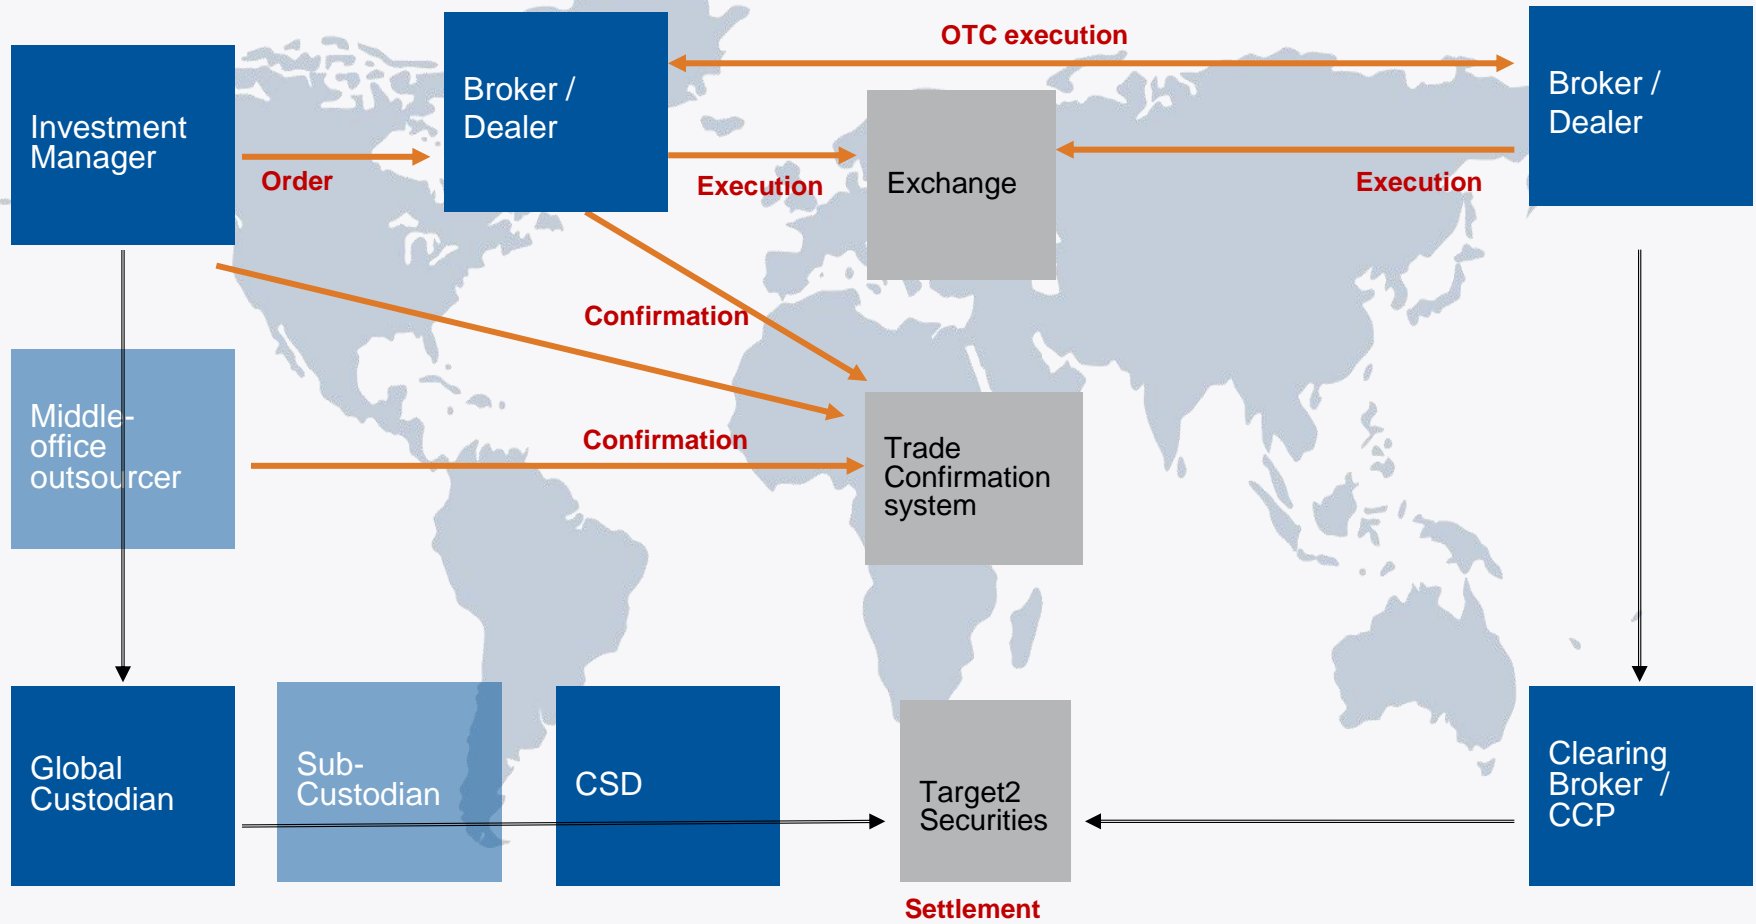 OTC execution
Investment
Manager
Order
Broker /
Dealer
Execution
Exchange
Execution
Broker /
Dealer
Confirmation
Middle-
office
outsourcer
Confirmation
Trade
Confirmation
system
Global
Custodian
Sub-
Custodian
CSD
Target2
Securities
Clearing
Broker  /
CCP
Settlement